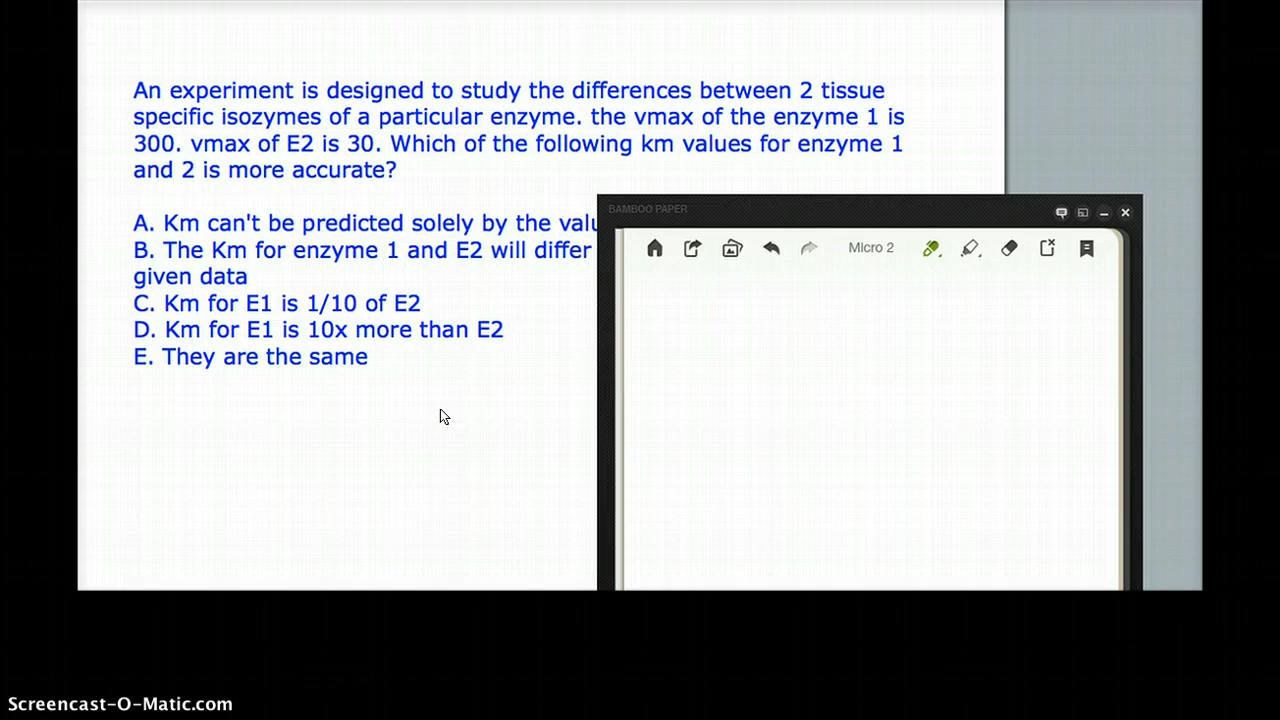 An experiment is designed to study the differences between 2 tissue
specific isozymes of a particular enzyme. the vmax of the enzyme 1 is
300. vmax of E2 is 30. Which of the following km values for enzyme 1
and 2 is more accurate?
A. Km can't be predicted solely by the
B. The Km for enzyme 1 and E2 will differ
given data
C. Km for E1 is 1/10 of E2
D. Km for E1 is 10x more than E2
E. They are the same
BAMBOO PAPER
Micro 2
Screencast-O-Matic.com